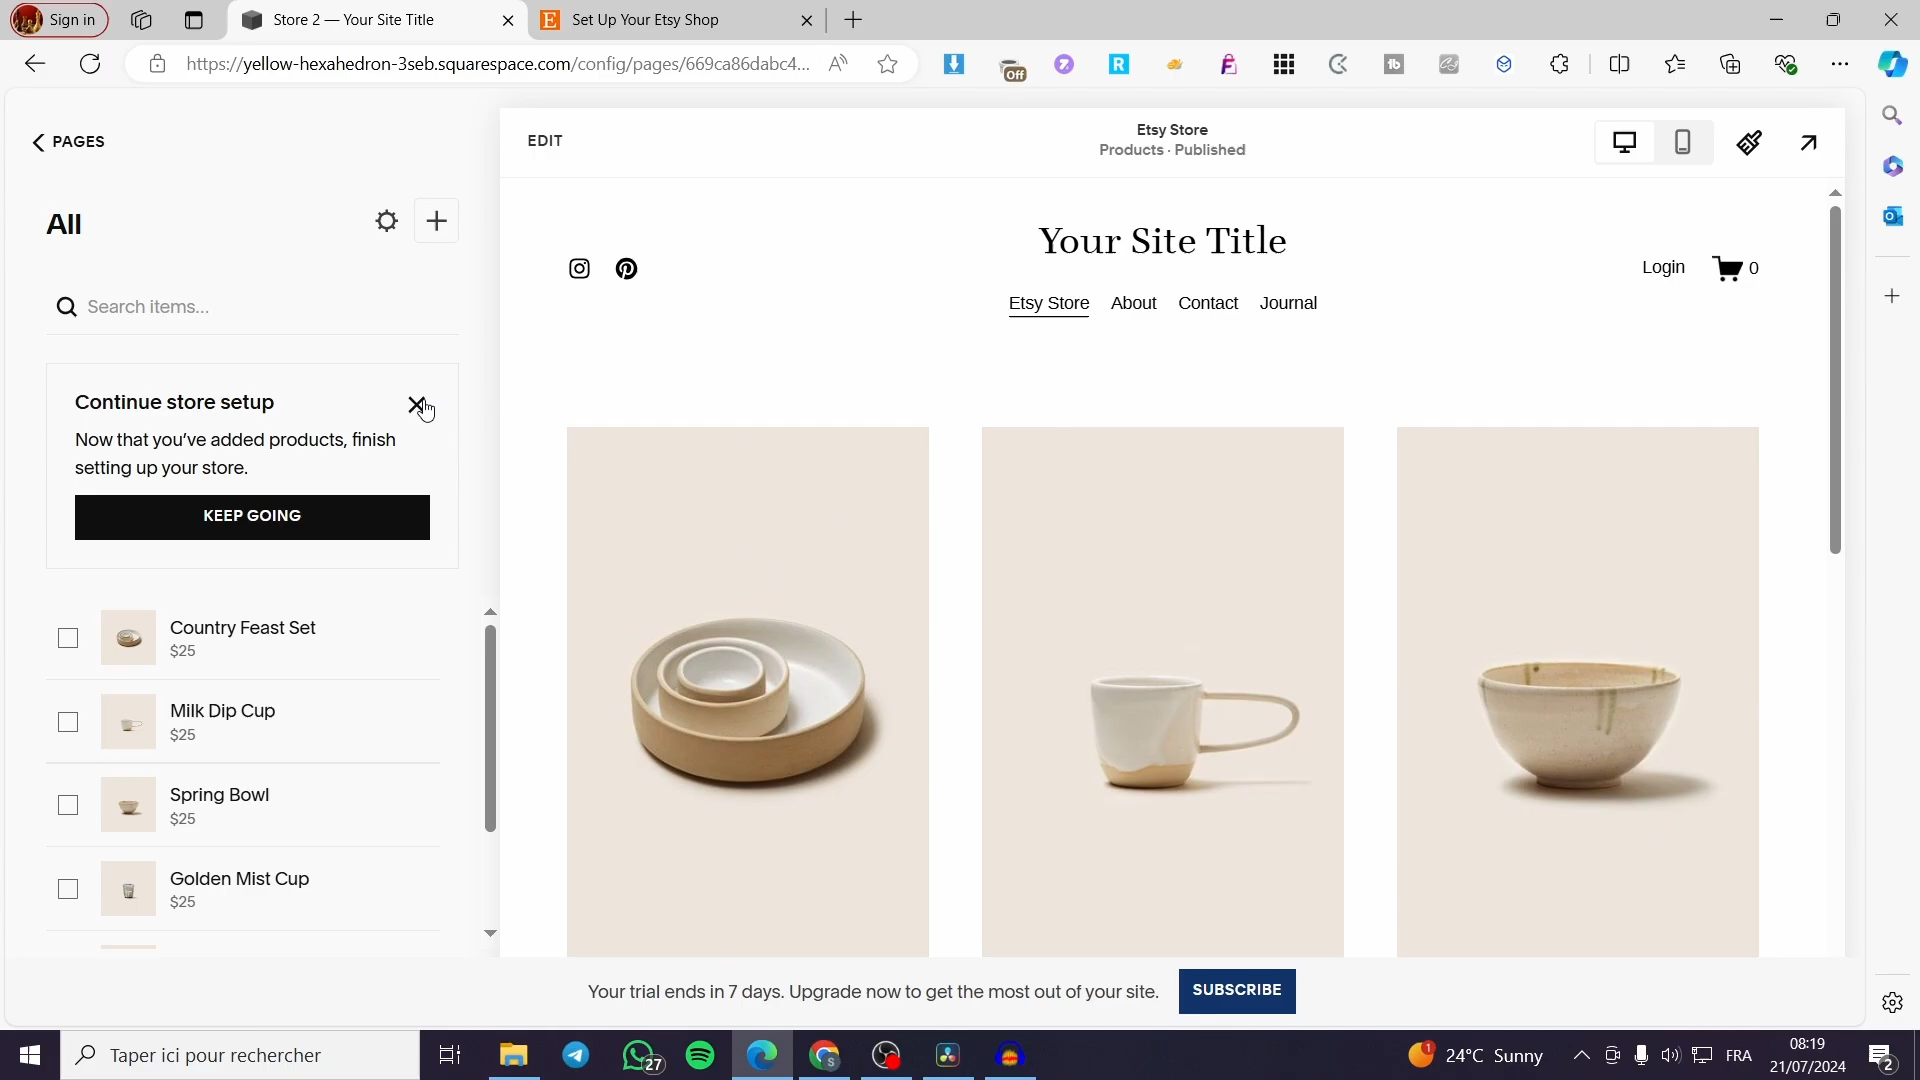 Sign in
Store 2 — Your Site Title
Set Up Your Etsy Shop
https://yellow-hexahedron-3seb.squarespace.com/config/pages/669ca86dabc4...
Off
PAGES
EDIT
Etsy Store
Products · Published
All
Your Site Title
Login
0
Search items...
Etsy Store
About
Contact
Journal
Continue store setup
Now that you've added products, finish
setting up your store.
KEEP GOING
Country Feast Set
$25
Milk Dip Cup
$25
Spring Bowl
$25
Golden Mist Cup
$25
Your trial ends in 7 days. Upgrade now to get the most out of your site.
SUBSCRIBE
Taper ici pour rechercher
27
1
24°C Sunny
FRA
08:19
21/07/2024
2